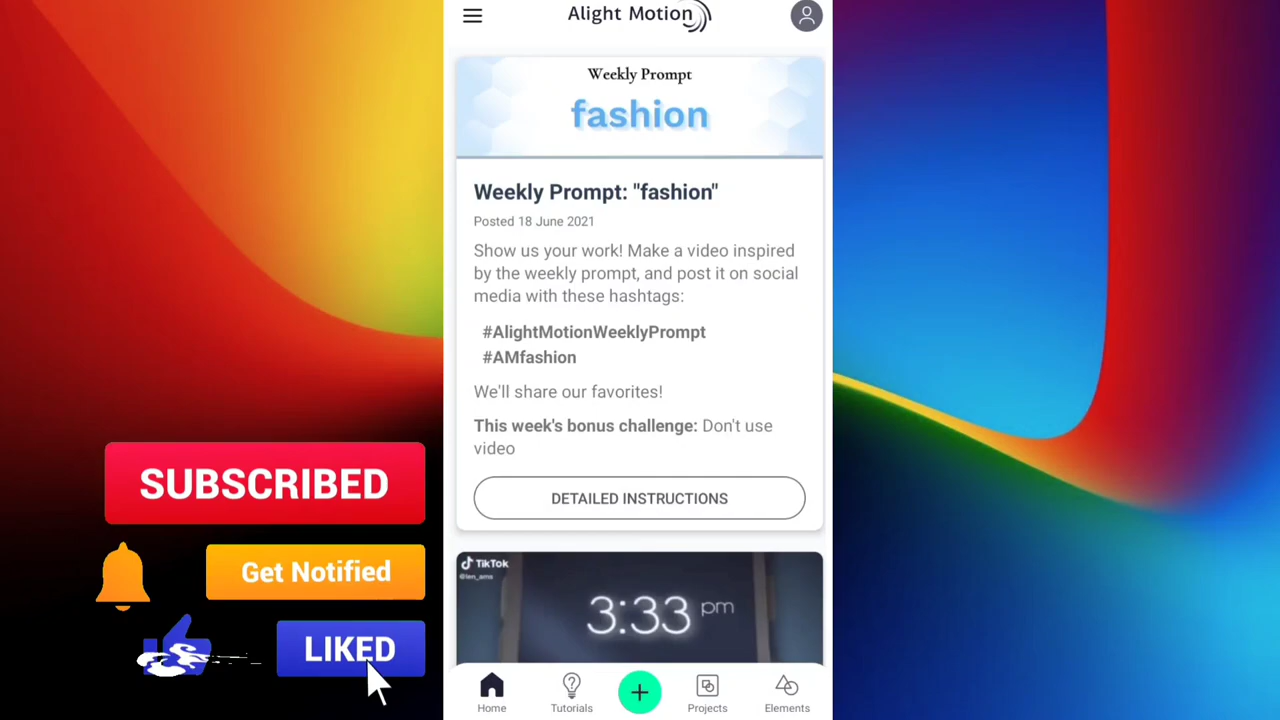 Alight Motion
Weekly Prompt
fashion
Weekly Prompt: "fashion"
Posted 18 June 2021
Show us your work! Make a video inspired
by the weekly prompt, and post it on social
media with these hashtags:
#AlightMotionWeeklyPrompt
#AMfashion
We'll share our favorites!
This week's bonus challenge: Don't use
video
DETAILED INSTRUCTIONS
TikTok
@len_ams
3:33 pm
Home
Tutorials
Projects
Elements
SUBSCRIBED
Get Notified
LIKED